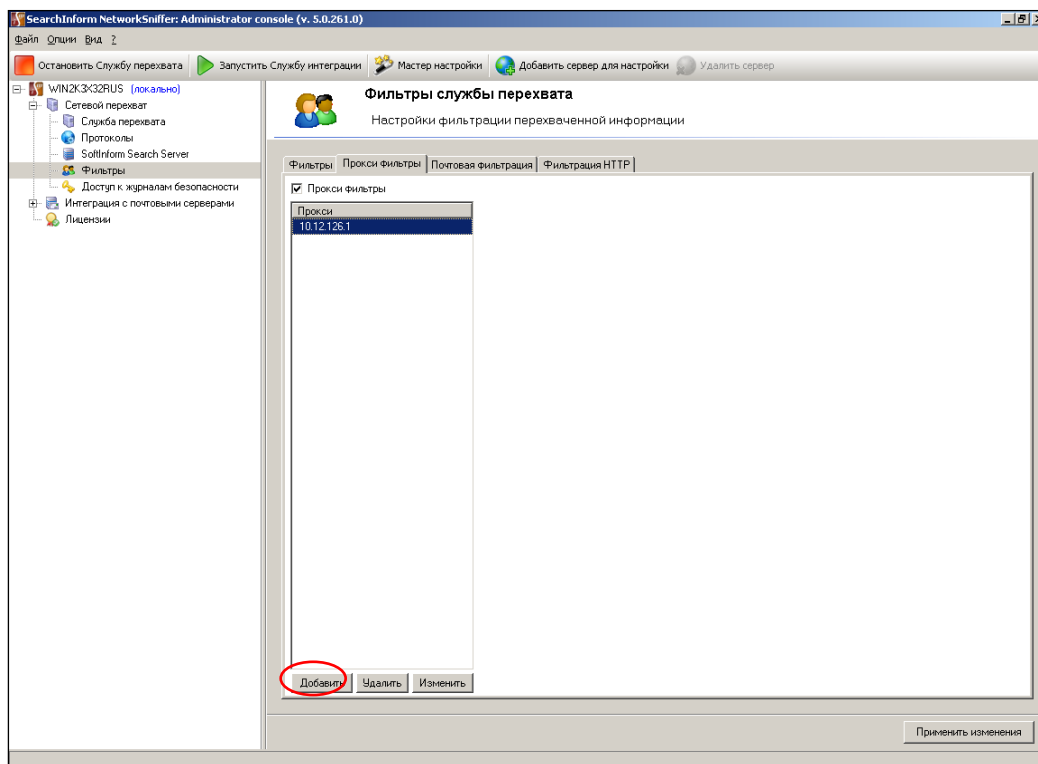 SearchInform NetworkSniffer: Administrator console (v. 5.0.261.0)
Файл Опции Вид ?
Остановить Службу перехвата Запустить Службу интеграции Мастер настройки Добавить сервер для настройки Удалить сервер
WIN2K3X32RUS (локально)
Сетевой перехват
Служба перехвата
Протоколы
SoftInform Search Server
Фильтры
Доступ к журналам безопасности
Интеграция с почтовыми серверами
Лицензии
Фильтры службы перехвата
Настройки фильтрации перехваченной информации
Фильтры Прокси фильтры Почтовая фильтрация Фильтрация HTTP
Прокси фильтры
Прокси
10.12.126.1
Добавить Удалить Изменить
Применить изменения